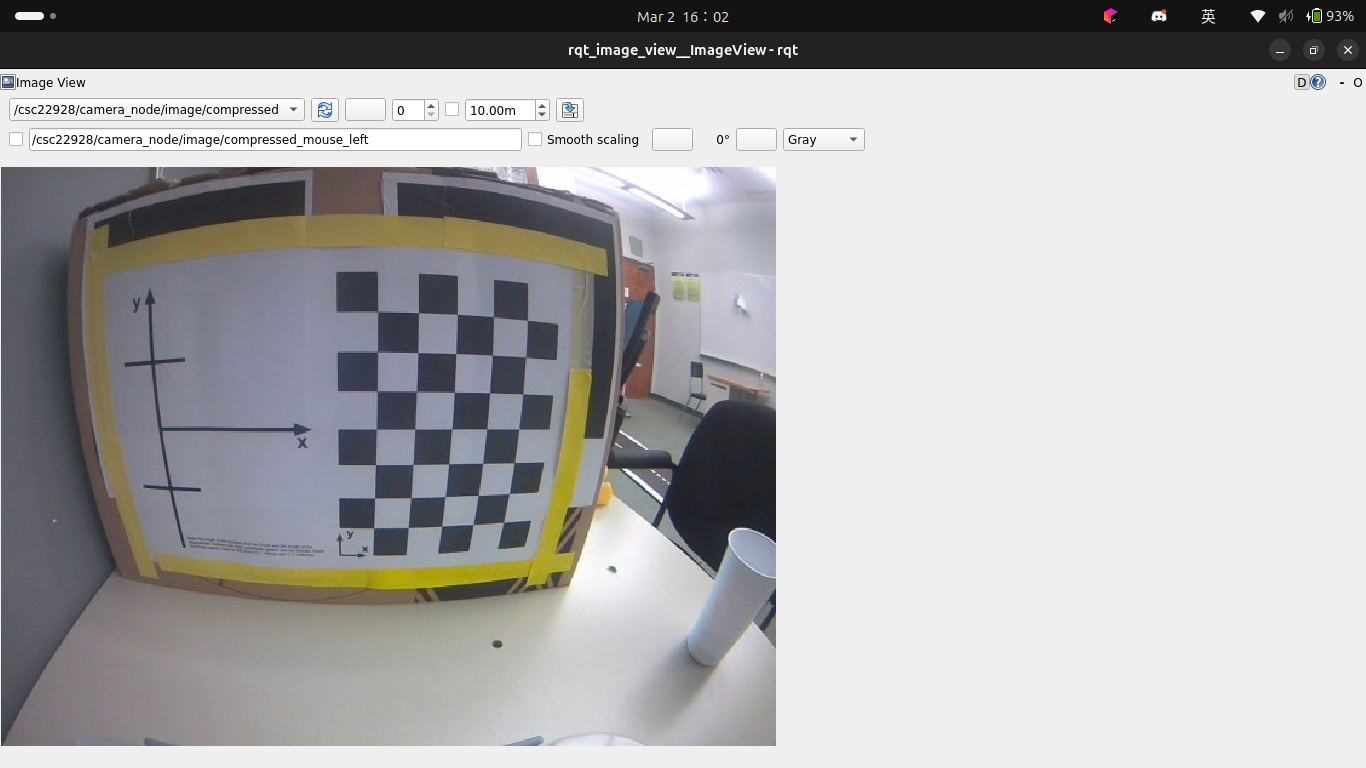 Mar 2 16：02
英
93%
rqt_image_view__ImageView - rqt
Image View
D
- O
/csc22928/camera_node/image/compressed
0
10.00m
/csc22928/camera_node/image/compressed_mouse_left
Smooth scaling
0°
Gray
y
x
y
x